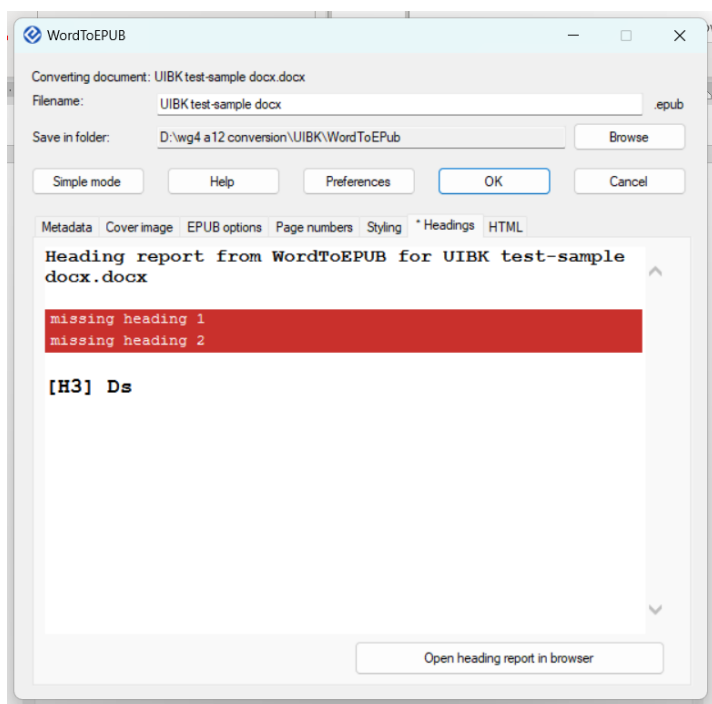 WordToEPUB
Converting document: UIBK test-sample docx.docx
Filename: UIBK test-sample docx .epub
Save in folder: D:\wg4 a12 conversion\UIBK\WordToEPub Browse
Simple mode Help Preferences OK Cancel
Metadata Cover image EPUB options Page numbers Styling * Headings HTML
Heading report from WordToEPUB for UIBK test-sample
docx.docx
missing heading 1
missing heading 2
[H3] Ds
Open heading report in browser